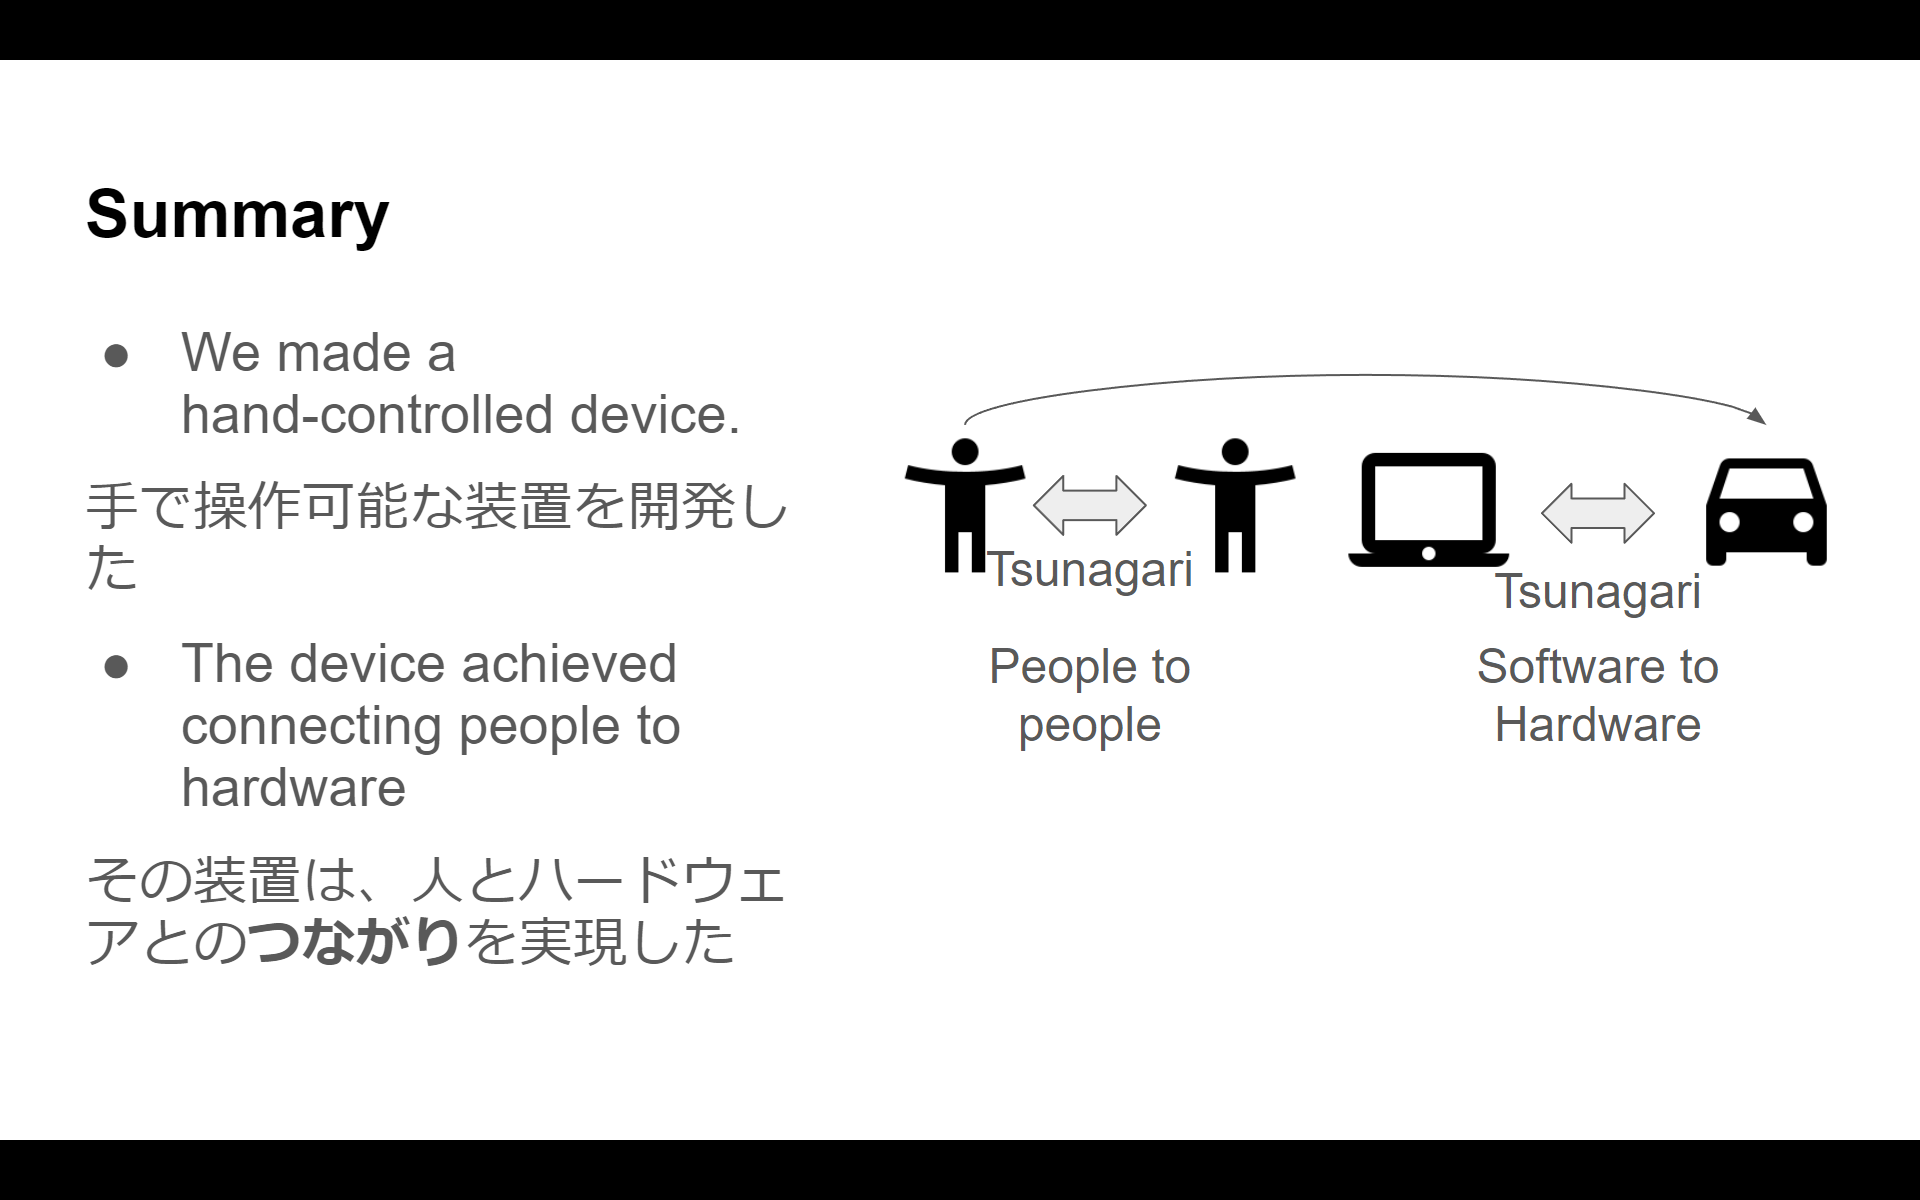 Summary
● We made a
hand-controlled device.
手で操作可能な装置を開発し
た
● The device achieved
connecting people to
hardware
その装置は、人とハードウェ
アとのつながりを実現した
Tsunagari
People to
people
Tsunagari
Software to
Hardware